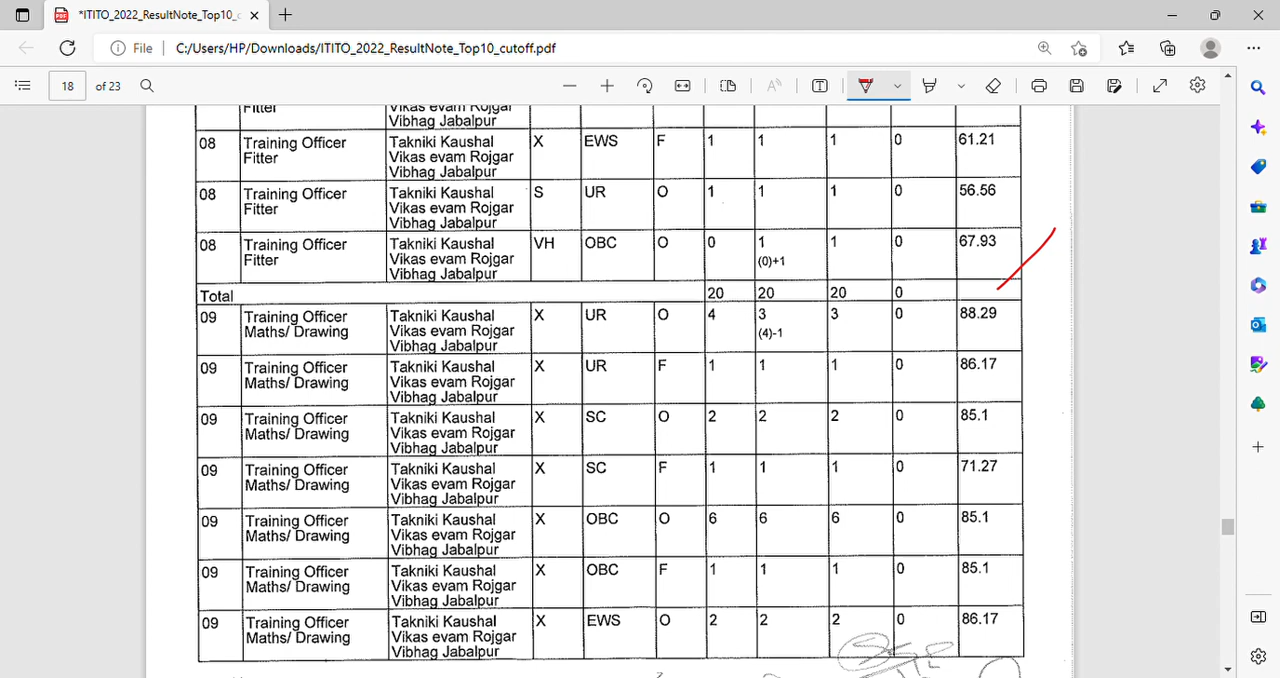 *ITITO_2022_ResultNote_Top10_c
File C:/Users/HP/Downloads/ITITO_2022_ResultNote_Top10_cutoff.pdf
18 of 23
Fitter Vikas evam Rojgar
Vibhag Jabalpur
08 Training Officer Takniki Kaushal X EWS F 1 1 1 0 61.21
Fitter Vikas evam Rojgar
Vibhag Jabalpur
08 Training Officer Takniki Kaushal S UR O 1 1 1 0 56.56
Fitter Vikas evam Rojgar
Vibhag Jabalpur
08 Training Officer Takniki Kaushal VH OBC O 0 1 1 0 67.93
Fitter Vikas evam Rojgar (0)+1
Vibhag Jabalpur
Total 20 20 20 0
09 Training Officer Takniki Kaushal X UR O 4 3 3 0 88.29
Maths/ Drawing Vikas evam Rojgar (4)-1
Vibhag Jabalpur
09 Training Officer Takniki Kaushal X UR F 1 1 1 0 86.17
Maths/ Drawing Vikas evam Rojgar
Vibhag Jabalpur
09 Training Officer Takniki Kaushal X SC O 2 2 2 0 85.1
Maths/ Drawing Vikas evam Rojgar
Vibhag Jabalpur
09 Training Officer Takniki Kaushal X SC F 1 1 1 0 71.27
Maths/ Drawing Vikas evam Rojgar
Vibhag Jabalpur
09 Training Officer Takniki Kaushal X OBC O 6 6 6 0 85.1
Maths/ Drawing Vikas evam Rojgar
Vibhag Jabalpur
09 Training Officer Takniki Kaushal X OBC F 1 1 1 0 85.1
Maths/ Drawing Vikas evam Rojgar
Vibhag Jabalpur
09 Training Officer Takniki Kaushal X EWS O 2 2 2 0 86.17
Maths/ Drawing Vikas evam Rojgar
Vibhag Jabalpur